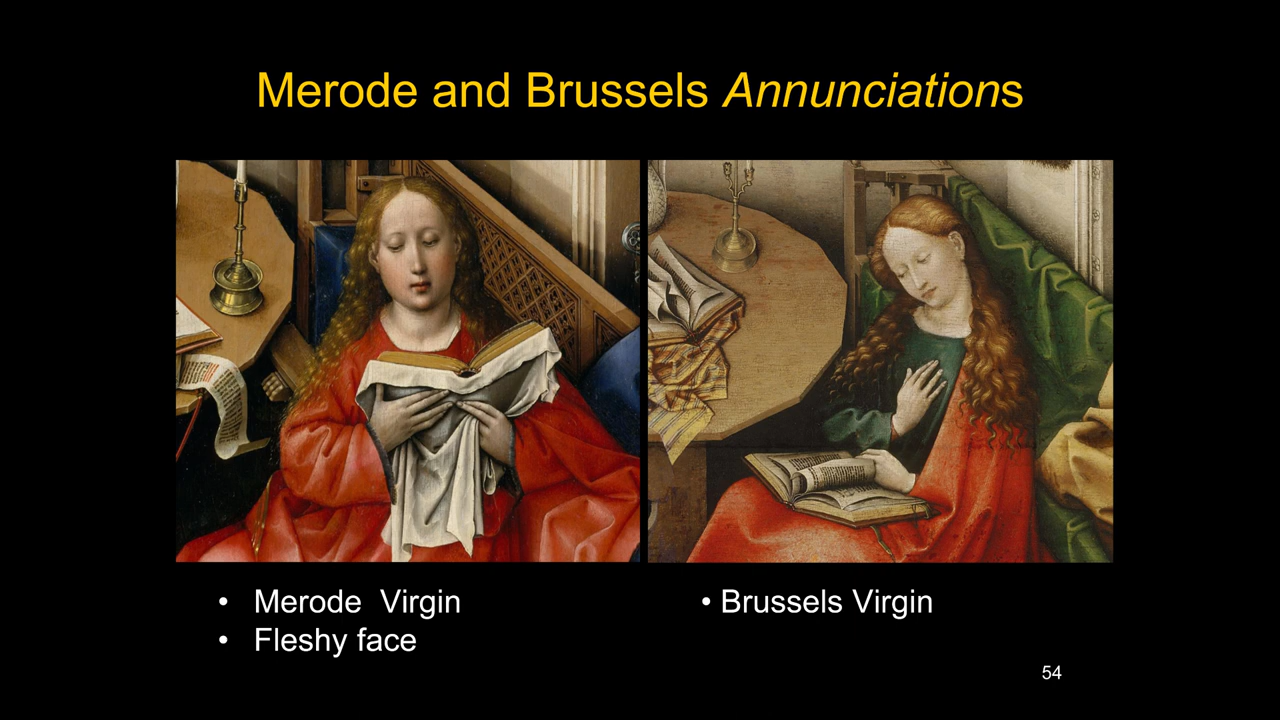 Merode and Brussels Annunciations
• Merode  Virgin
• Fleshy face
• Brussels Virgin
54